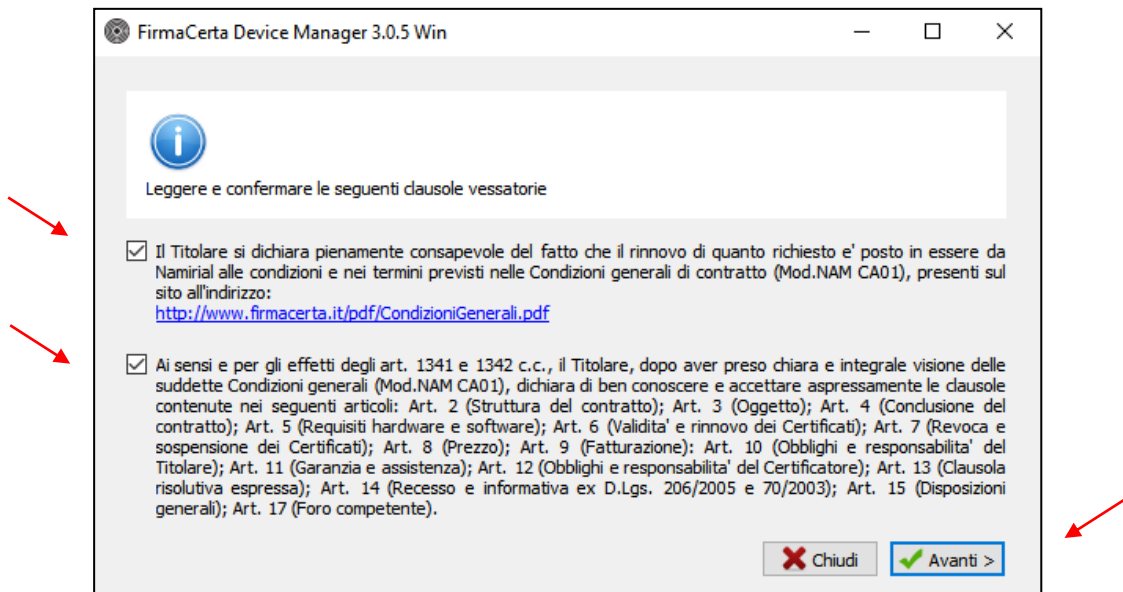 FirmaCerta Device Manager 3.0.5 Win
Leggere e confermare le seguenti clausole vessatorie
Il Titolare si dichiara pienamente consapevole del fatto che il rinnovo di quanto richiesto e' posto in essere da
Namirial alle condizioni e nei termini previsti nelle Condizioni generali di contratto (Mod.NAM CA01), presenti sul
sito all'indirizzo:
http://www.firmacerta.it/pdf/CondizioniGenerali.pdf
Ai sensi e per gli effetti degli art. 1341 e 1342 c.c., il Titolare, dopo aver preso chiara e integrale visione delle
suddette Condizioni generali (Mod.NAM CA01), dichiara di ben conoscere e accettare aspressamente le clausole
contenute nei seguenti articoli: Art. 2 (Struttura del contratto); Art. 3 (Oggetto); Art. 4 (Conclusione del
contratto); Art. 5 (Requisiti hardware e software); Art. 6 (Validita' e rinnovo dei Certificati); Art. 7 (Revoca e
sospensione dei Certificati); Art. 8 (Prezzo); Art. 9 (Fatturazione): Art. 10 (Obblighi e responsabilita' del
Titolare); Art. 11 (Garanzia e assistenza); Art. 12 (Obblighi e responsabilita' del Certificatore); Art. 13 (Clausola
risolutiva espressa); Art. 14 (Recesso e informativa ex D.Lgs. 206/2005 e 70/2003); Art. 15 (Disposizioni
generali); Art. 17 (Foro competente).
Chiudi
Avanti >